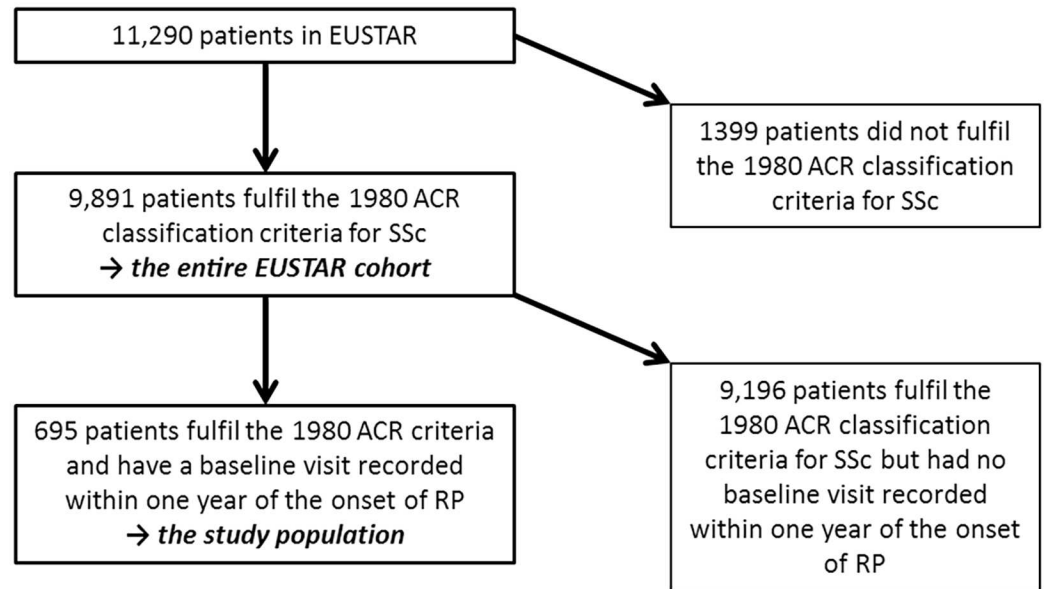 11,290 patients in EUSTAR
1399 patients did not fulfil
the 1980 ACR classification
criteria for SSc
9,891 patients fulfil the 1980 ACR
classification criteria for SSc
→ the entire EUSTAR cohort
695 patients fulfil the 1980 ACR criteria
and have a baseline visit recorded
within one year of the onset of RP
→ the study population
9,196 patients fulfil the
1980 ACR classification
criteria for SSc but had no
baseline visit recorded
within one year of the onset
of RP